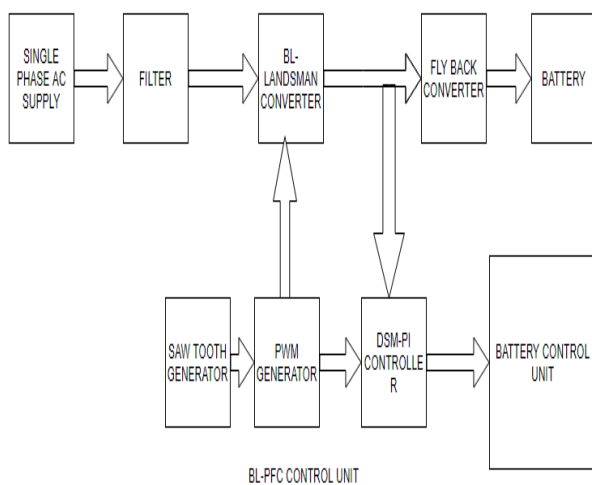 SINGLE
PHASE AC
SUPPLY
FILTER
BL-
LANDSMAN
CONVERTER
FLY BACK
CONVERTER
BATTERY
SAW TOOTH
GENERATOR
PWM
GENERATOR
DSM-PI
CONTROLLE
R
BATTERY CONTROL
UNIT
BL-PFC CONTROL UNIT